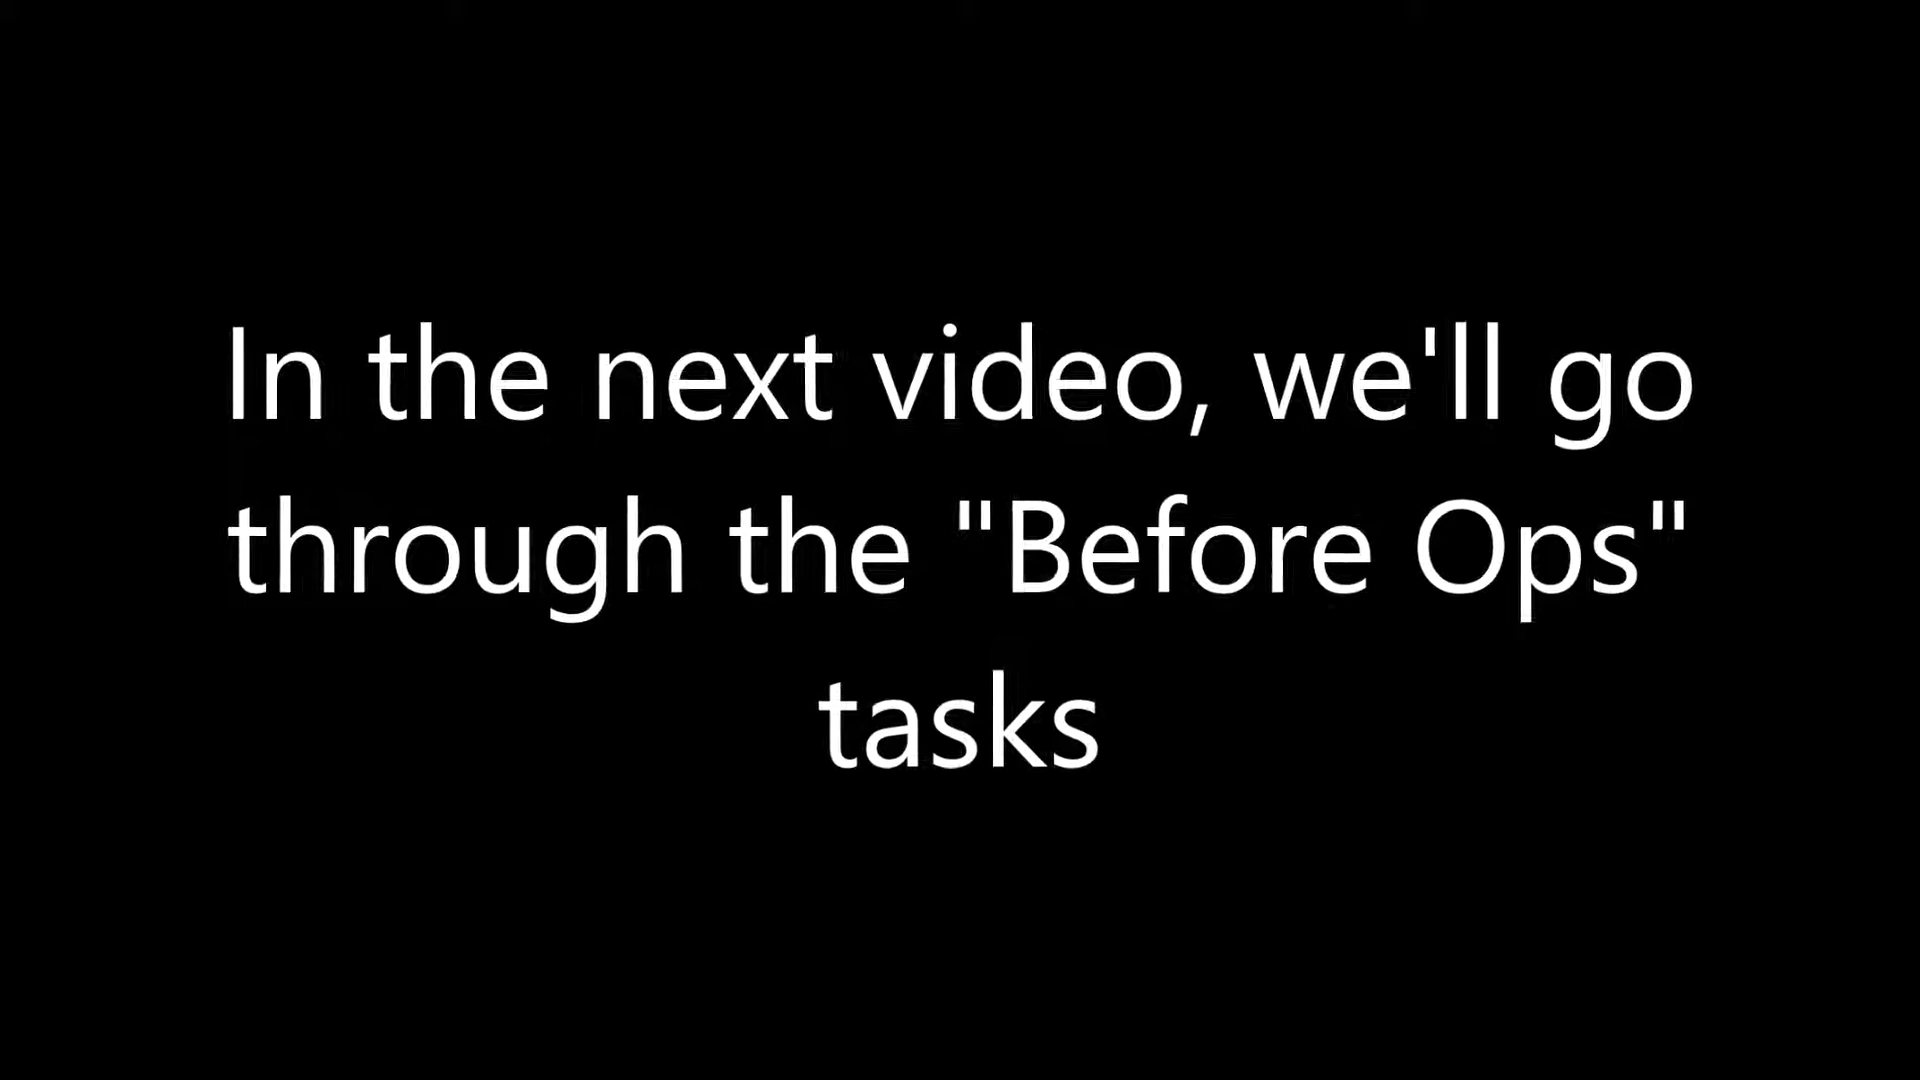 In the next video, we'll go
through the "Before Ops"
tasks